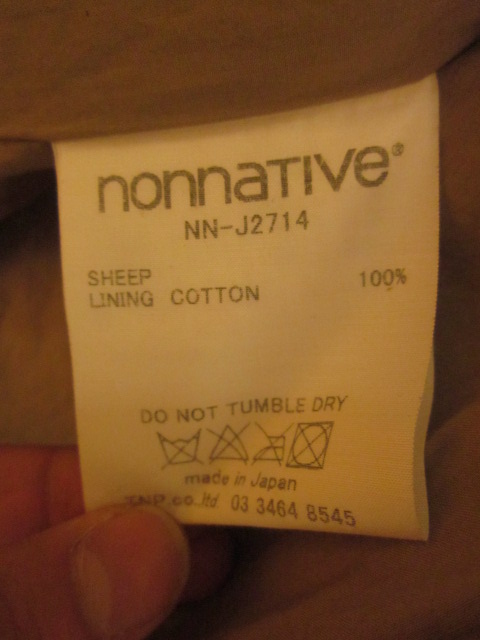 nonnative®
NN-J2714
SHEEP 100%
LINING COTTON
DO NOT TUMBLE DRY
made in Japan
TNP.co.ltd 03 3464 8545